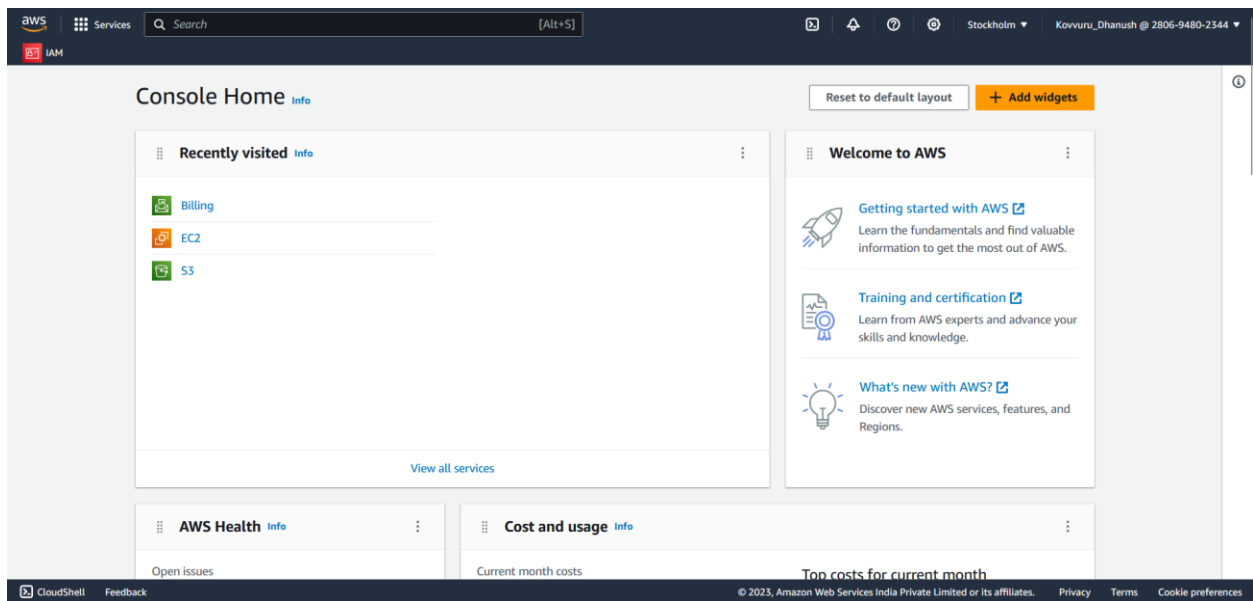 aws Services Search [Alt+S] Stockholm ▼ Kovvuru_Dhanush @ 2806-9480-2344 ▼
IAM
Console Home Info
Reset to default layout
+ Add widgets
Recently visited Info
Billing
EC2
S3
View all services
Welcome to AWS
Getting started with AWS
Learn the fundamentals and find valuable
information to get the most out of AWS.
Training and certification
Learn from AWS experts and advance your
skills and knowledge.
What's new with AWS?
Discover new AWS services, features, and
Regions.
AWS Health Info
Open issues
Cost and usage Info
Current month costs
Top costs for current month
CloudShell Feedback © 2023, Amazon Web Services India Private Limited or its affiliates. Privacy Terms Cookie preferences